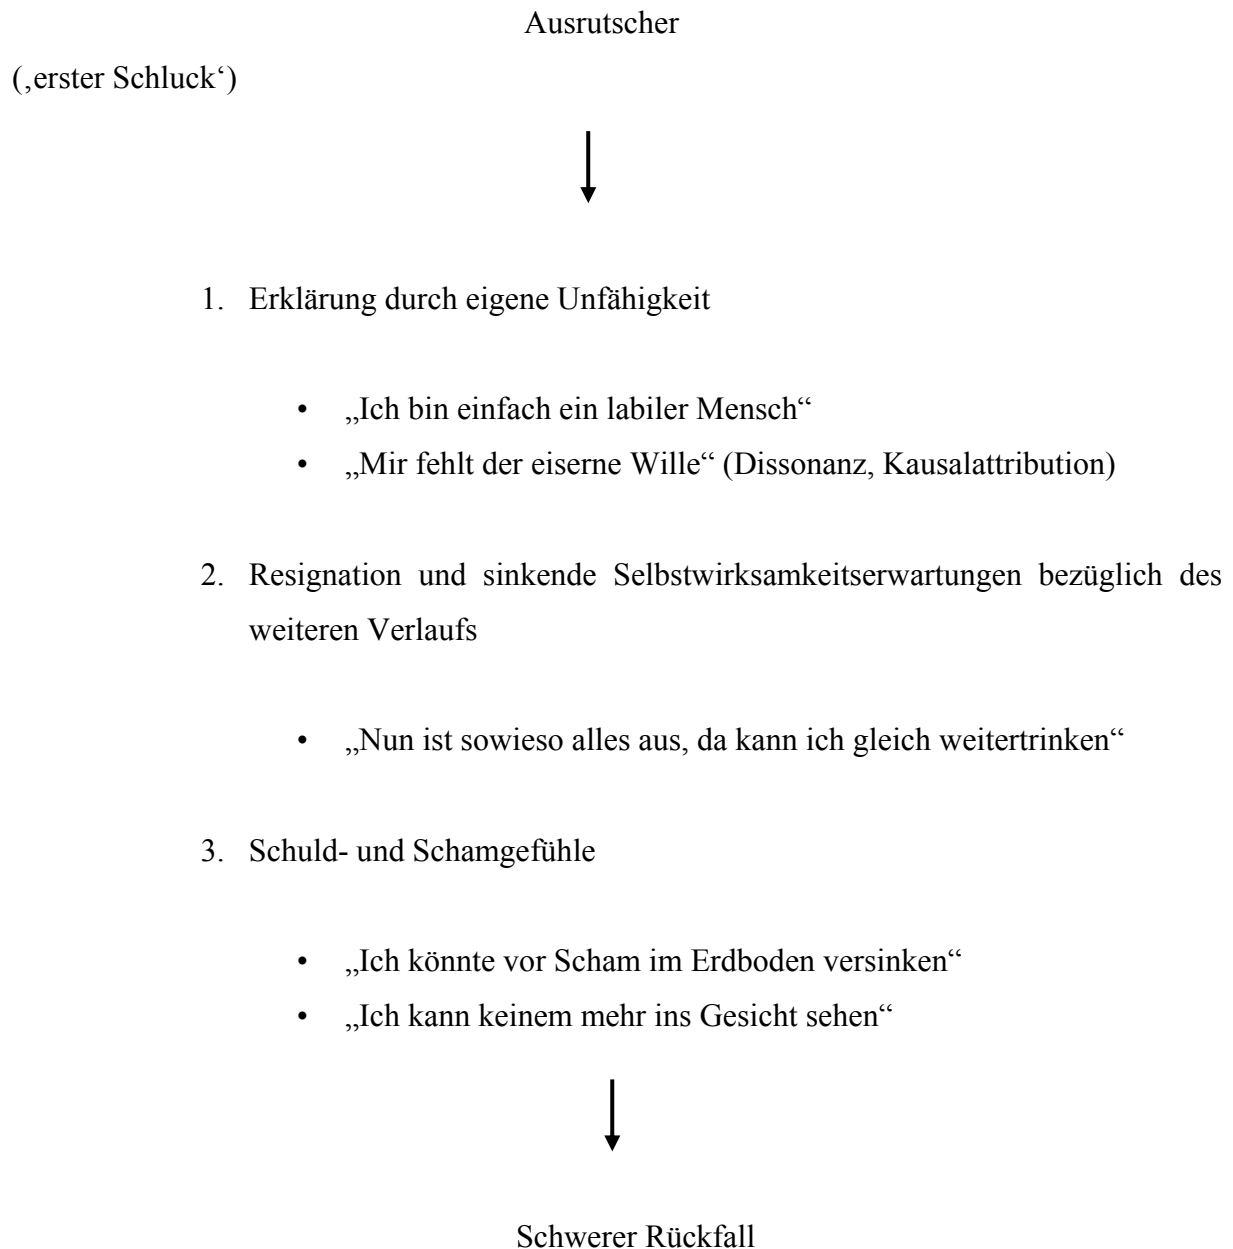 Ausrutscher
(‚erster Schluck‘)
1. Erklärung durch eigene Unfähigkeit
• „Ich bin einfach ein labiler Mensch“
• „Mir fehlt der eiserne Wille“ (Dissonanz, Kausalattribution)
2. Resignation und sinkende Selbstwirksamkeitserwartungen bezüglich des
weiteren Verlaufs
• „Nun ist sowieso alles aus, da kann ich gleich weitertrinken“
3. Schuld- und Schamgefühle
• „Ich könnte vor Scham im Erdboden versinken“
• „Ich kann keinem mehr ins Gesicht sehen“
Schwerer Rückfall